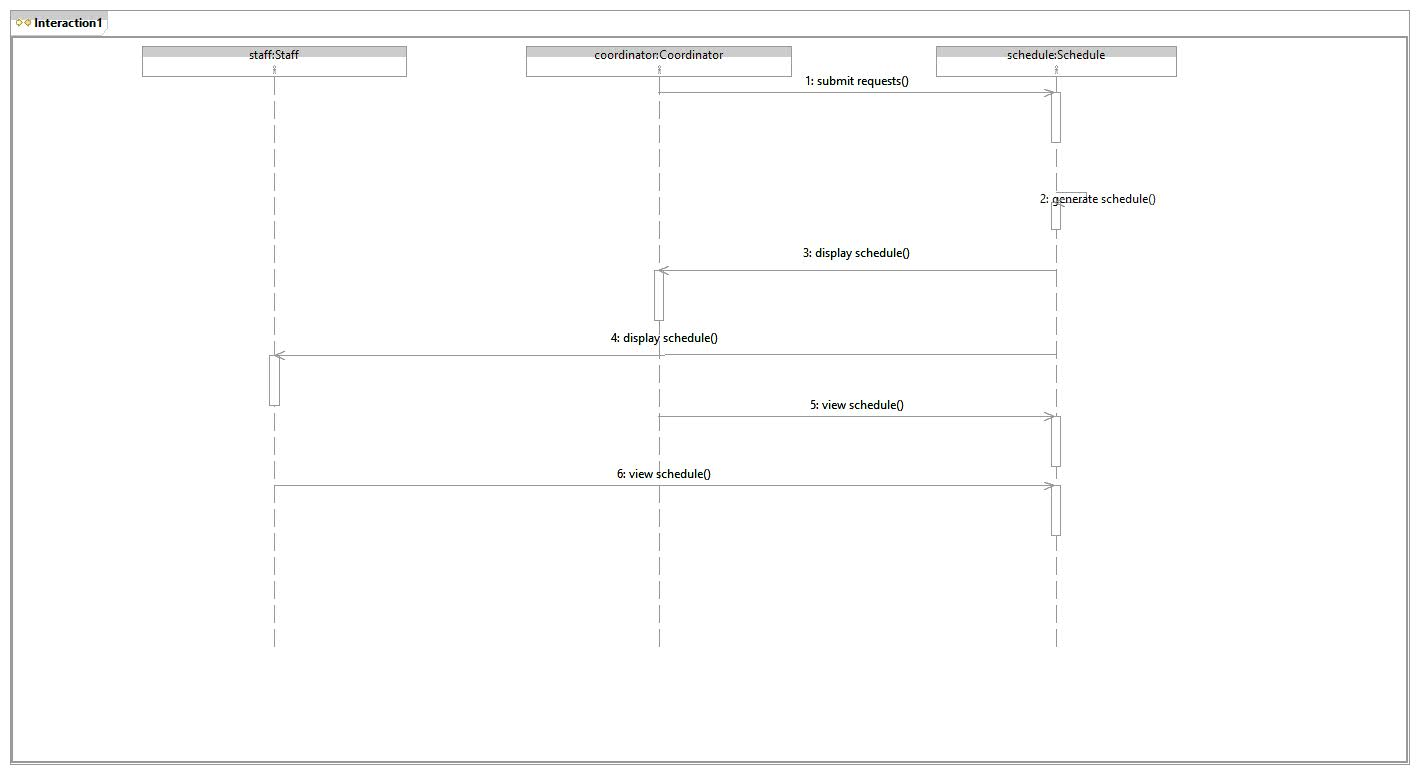 Interaction1
staff:Staff
coordinator:Coordinator
schedule:Schedule
1: submit requests()
2: generate schedule()
3: display schedule()
4: display schedule()
5: view schedule()
6: view schedule()